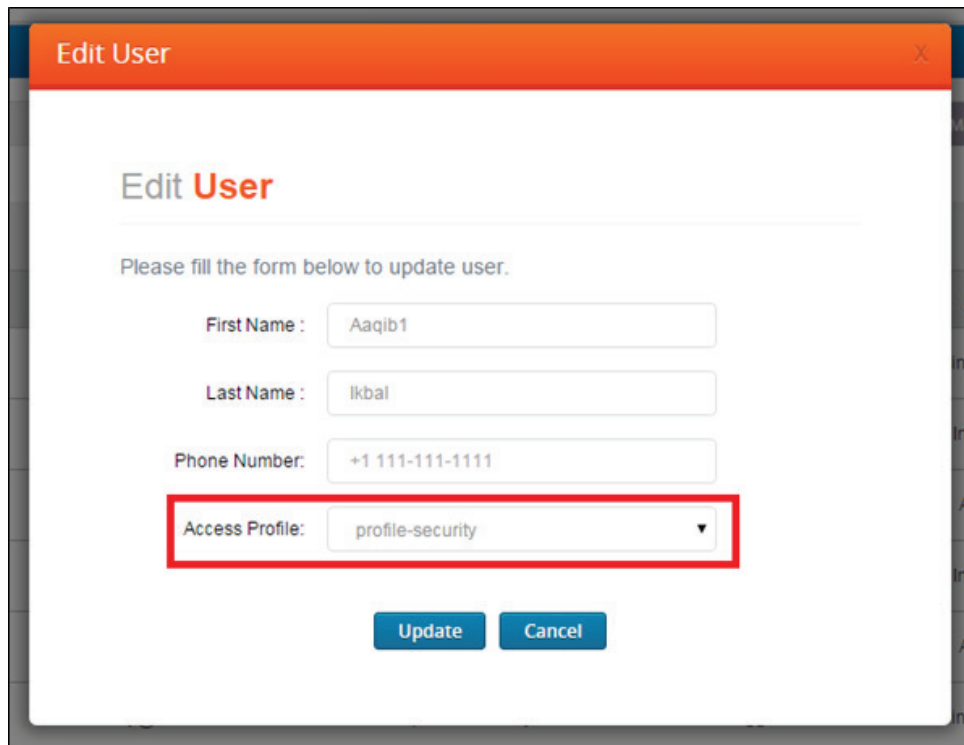 Edit User
X
Edit User
Please fill the form below to update user.
First Name : Aaqib1
Last Name : Ikbal
Phone Number: +1 111-111-1111
Access Profile: profile-security
Update Cancel